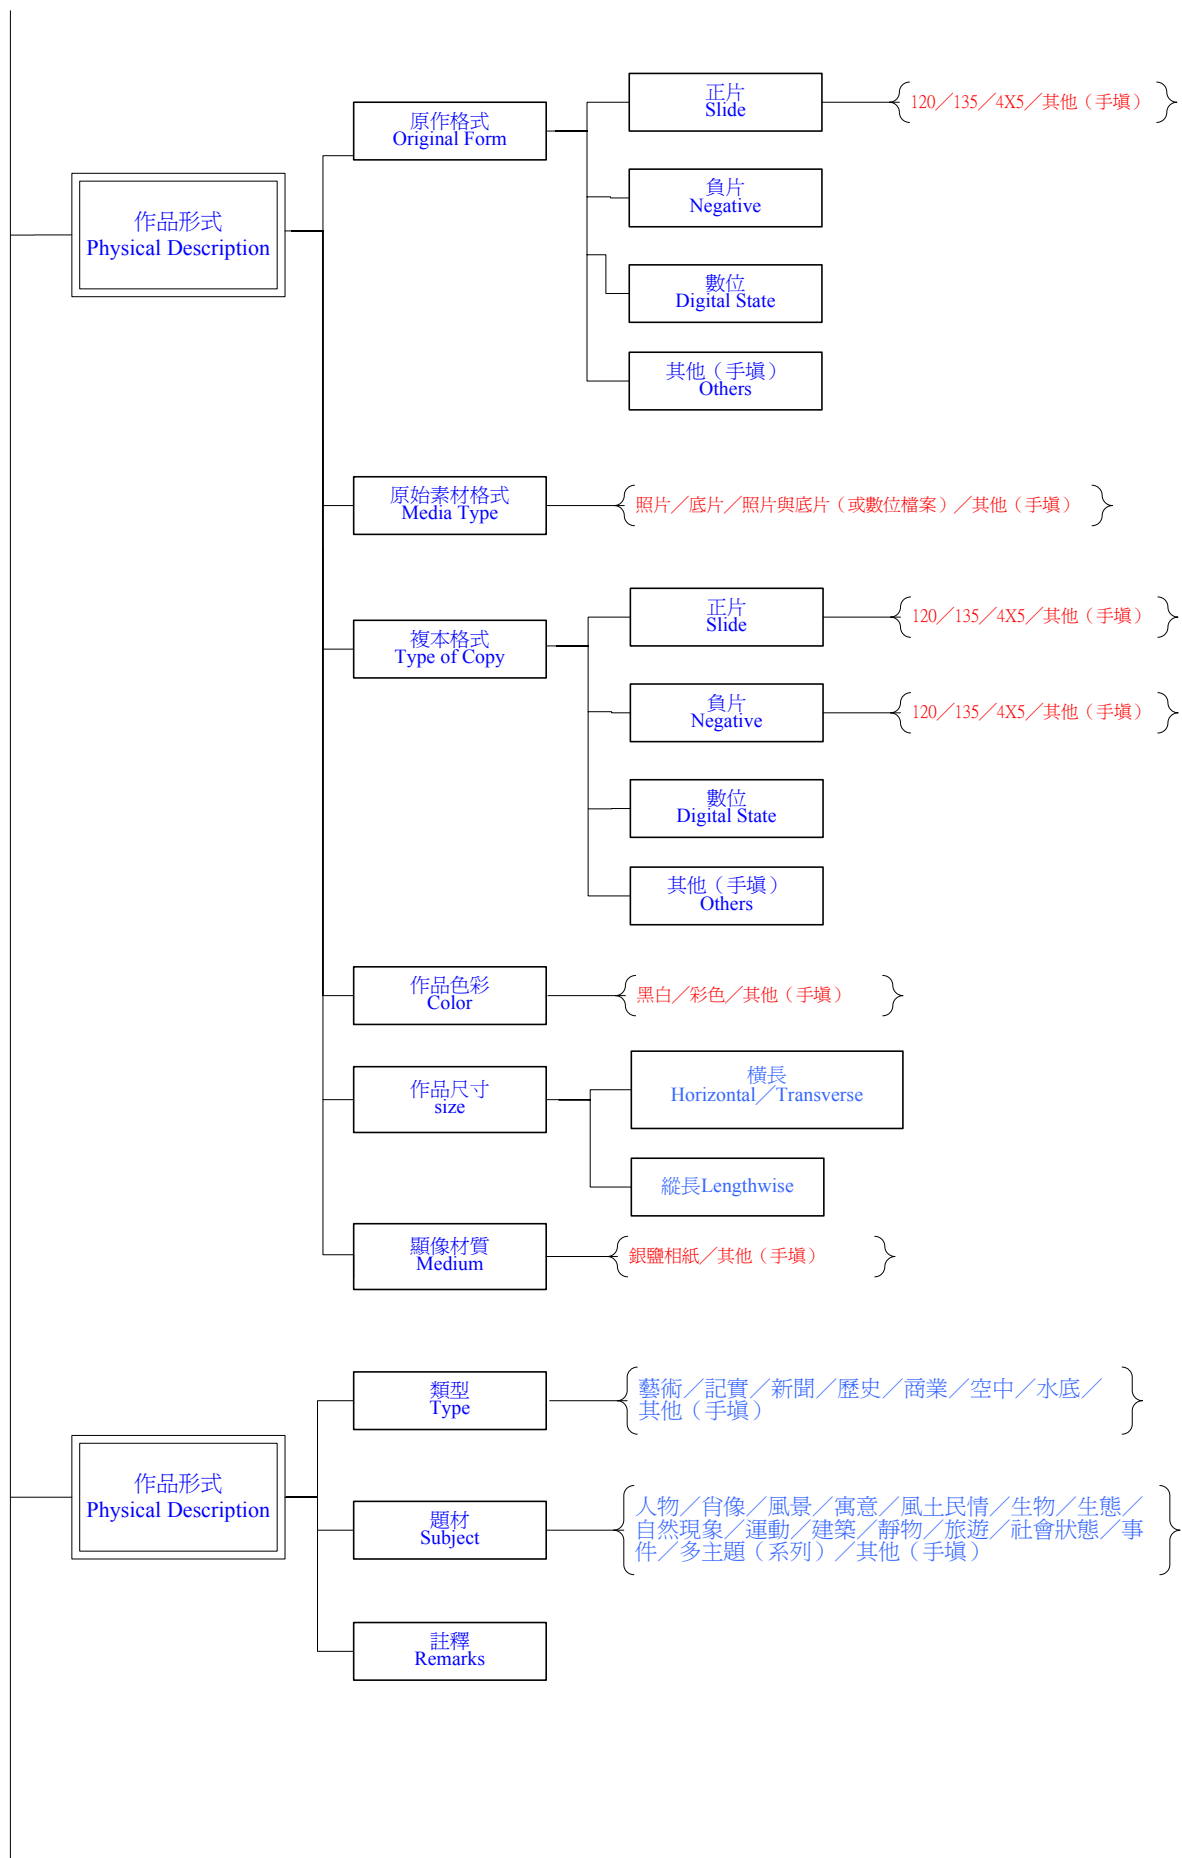 作品形式
Physical Description
原作格式
Original Form
正片
Slide
120／135／4X5／其他（手塡）
負片
Negative
數位
Digital State
其他（手塡）
Others
原始素材格式
Media Type
照片／底片／照片與底片（或數位檔案）／其他（手塡）
複本格式
Type of Copy
正片
Slide
120／135／4X5／其他（手塡）
負片
Negative
120／135／4X5／其他（手塡）
數位
Digital State
其他（手塡）
Others
作品色彩
Color
黑白／彩色／其他（手塡）
作品尺寸
size
橫長
Horizontal／Transverse
縱長Lengthwise
顯像材質
Medium
銀鹽相紙／其他（手塡）
作品形式
Physical Description
類型
Type
藝術／記實／新聞／歷史／商業／空中／水底／
其他（手塡）
題材
Subject
人物／肖像／風景／寓意／風土民情／生物／生態／
自然現象／運動／建築／靜物／旅遊／社會狀態／事
件／多主題（系列）／其他（手塡）
註釋
Remarks